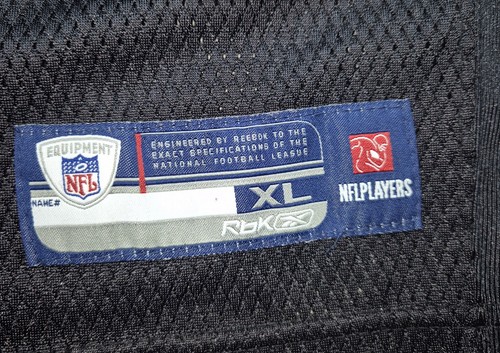 EQUIPMENT
NFL
ENGINEERED BY REEBOK TO THE
EXACT SPECIFICATIONS OF THE
NATIONAL FOOTBALL LEAGUE
NAME#
XL
RbK
NFLPLAYERS